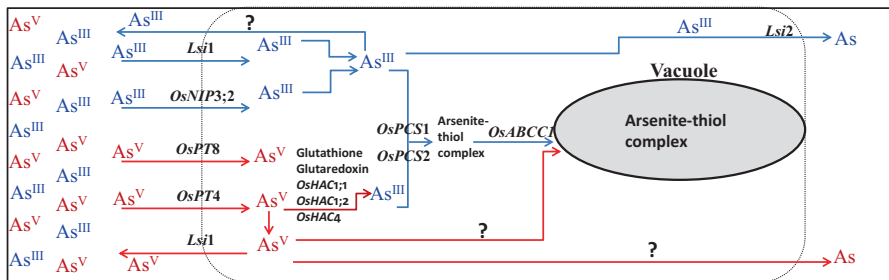 As^V As^III ?
As^III
As^III As^III Lsi1 As^III As^III As^III Lsi2 As
As^V
Vacuole
As^V As^III As^III OsNIP3;2 As^III
As^III
Arsenite-thiol
complex
OsPCS1 Arsenite-
thiol
complex OsABCC1
OsPCS2
As^V As^V As^V OsPT8 As^V
As^III
Glutathione
Glutaredoxin
OsHAC1;1
OsHAC1;2
OsHAC4
As^III As^V As^V OsPT4 As^V As^III
As^V As^III
As^V
Lsi1 ? ?
As^III As^V As^V As